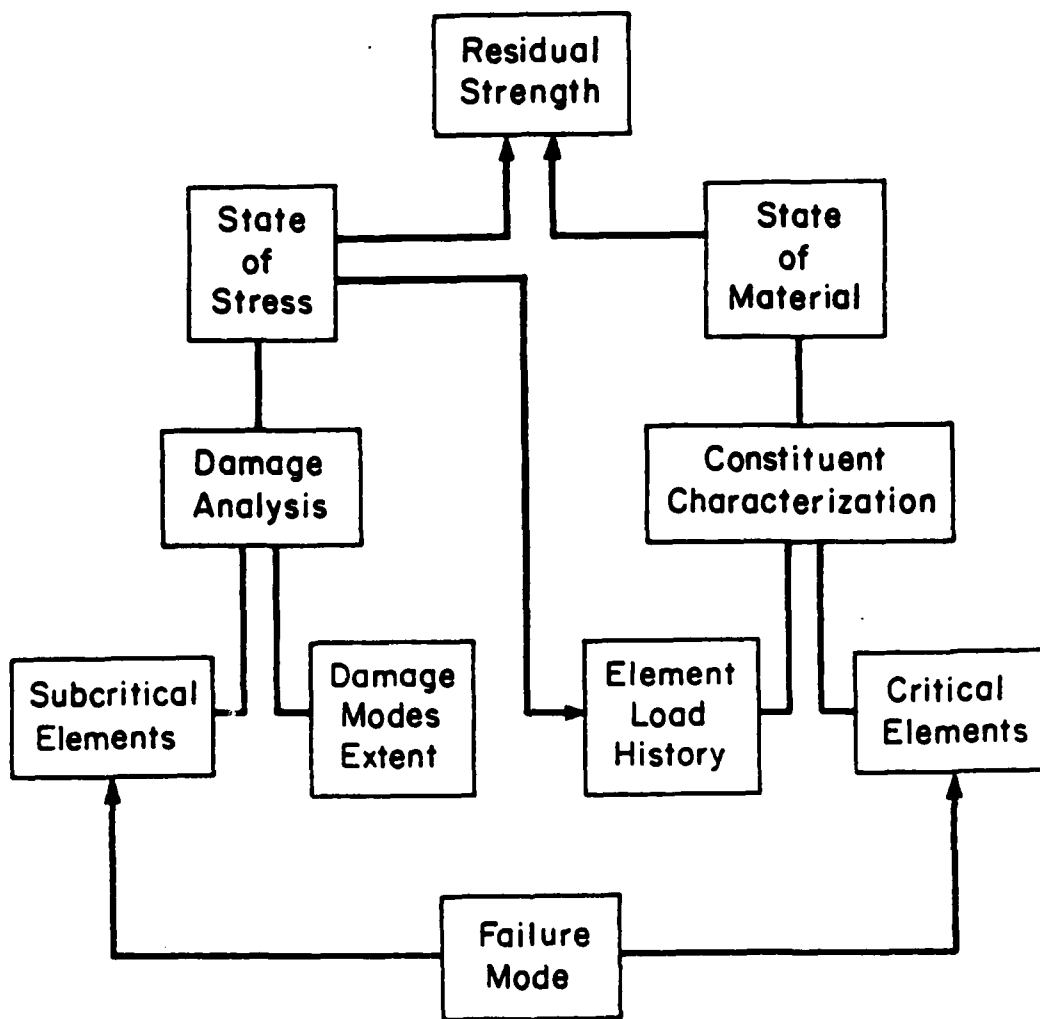 Residual
Strength
State
of
Stress
State
of
Material
Damage
Analysis
Constituent
Characterization
Subcritical
Elements
Damage
Modes
Extent
Element
Load
History
Critical
Elements
Failure
Mode